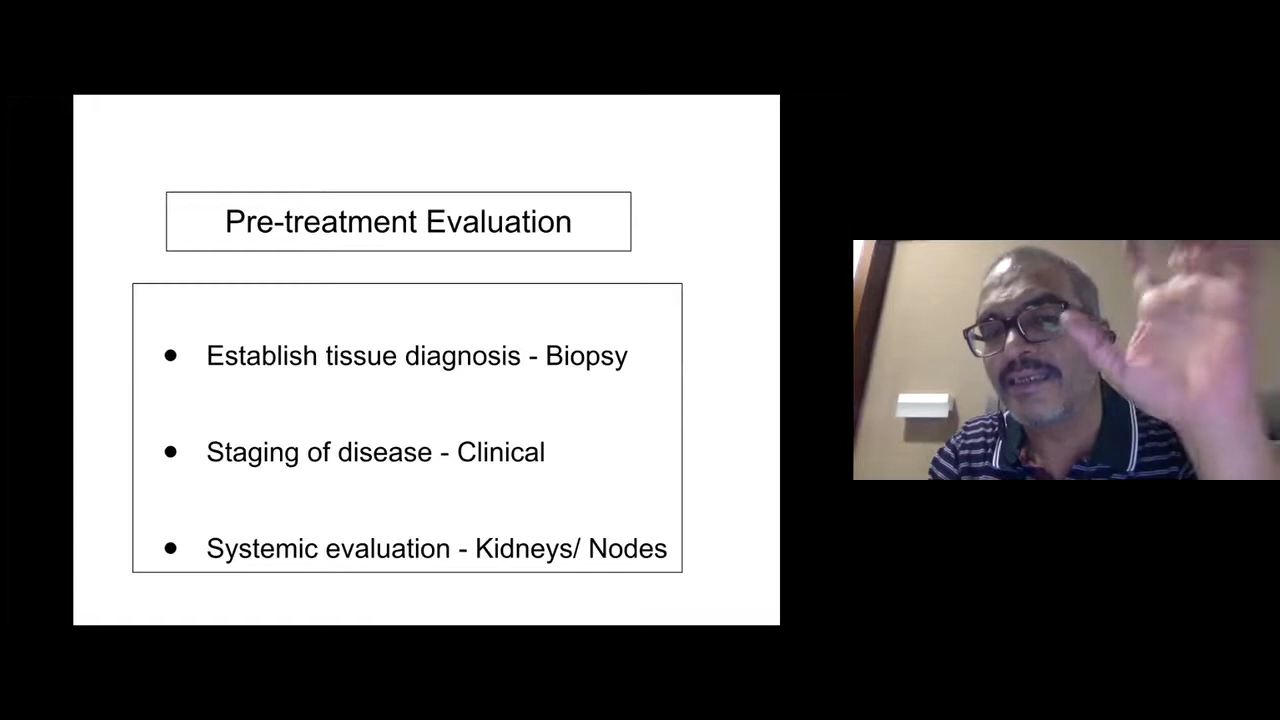 Pre-treatment Evaluation
● Establish tissue diagnosis - Biopsy
● Staging of disease - Clinical
● Systemic evaluation - Kidneys/ Nodes